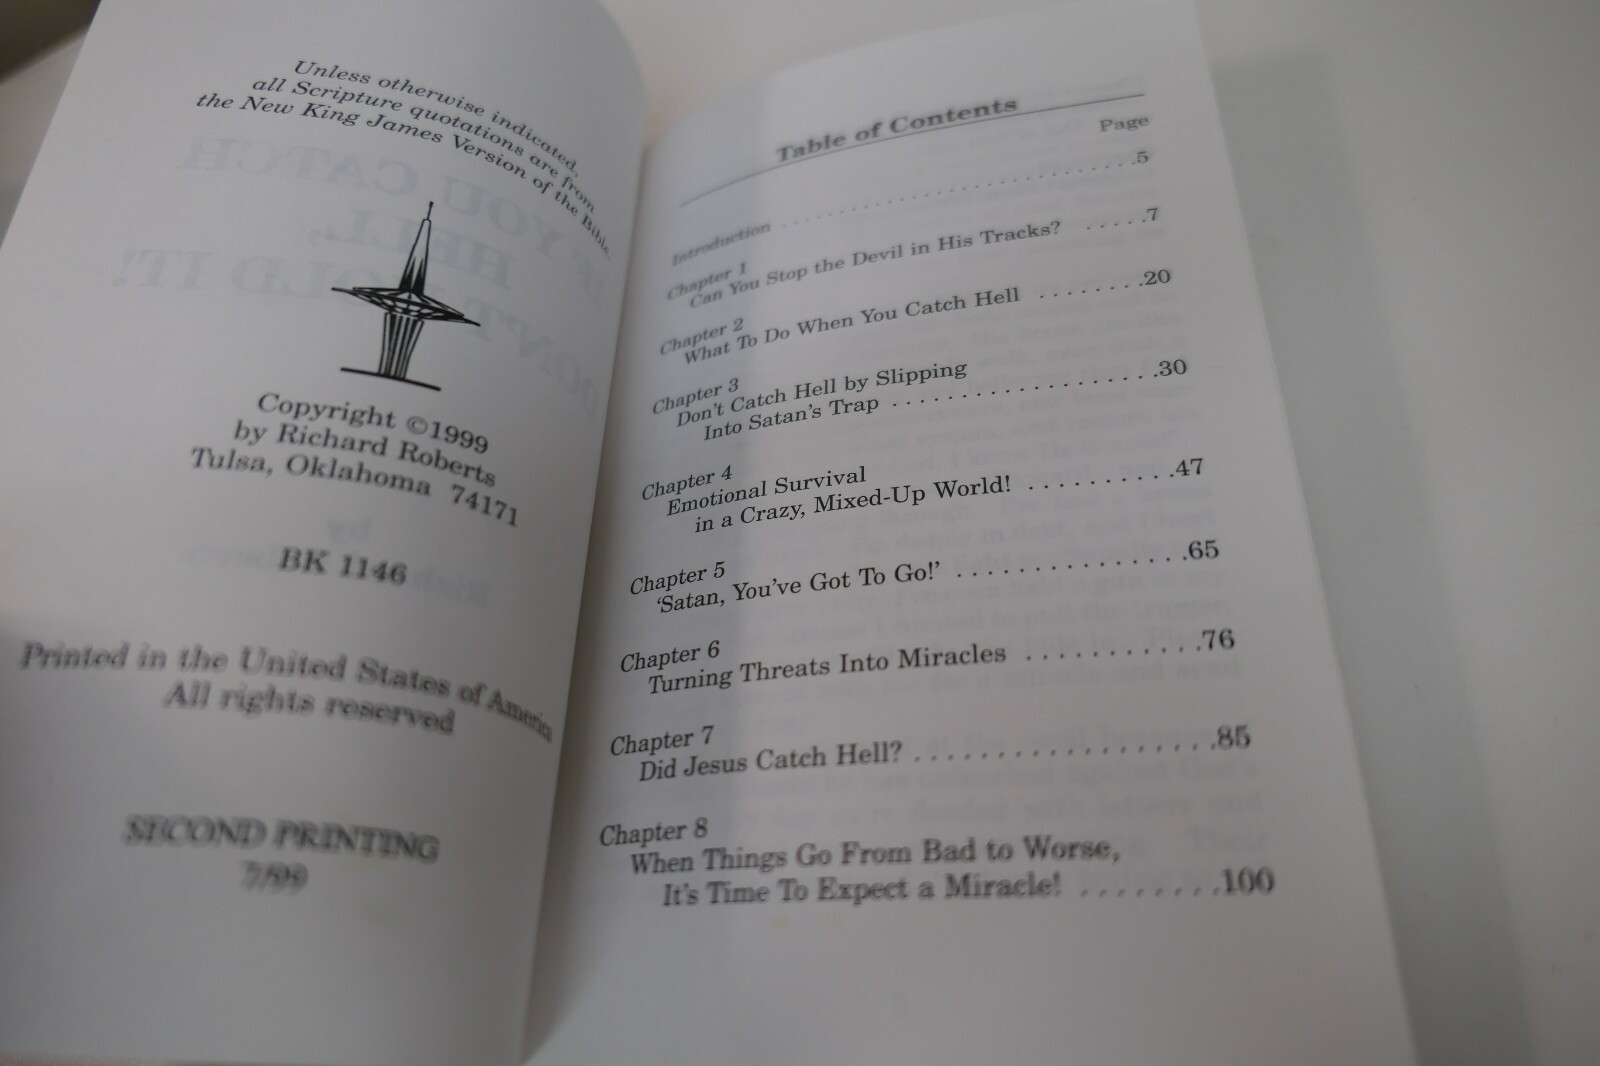 Unless otherwise indicated,
all Scripture quotations are from
the New King James Version of the Bible.
Copyright ©1999
by Richard Roberts
Tulsa, Oklahoma 74171
BK 1146
Printed in the United States of America
All rights reserved
SECOND PRINTING
7/99
Table of Contents
Page
Introduction . . . . . . . . . . . . . . . . . . . . . . . . . . .5
Chapter 1
Can You Stop the Devil in His Tracks? . . . . .7
Chapter 2
What To Do When You Catch Hell . . . . . . . .20
Chapter 3
Don't Catch Hell by Slipping
Into Satan's Trap . . . . . . . . . . . . . . . . . .30
Chapter 4
Emotional Survival
in a Crazy, Mixed-Up World! . . . . . . . . . .47
Chapter 5
'Satan, You've Got To Go!' . . . . . . . . . . . . . . .65
Chapter 6
Turning Threats Into Miracles . . . . . . . . . . .76
Chapter 7
Did Jesus Catch Hell? . . . . . . . . . . . . . . . . . .85
Chapter 8
When Things Go From Bad to Worse,
It's Time To Expect a Miracle! . . . . . . . .100